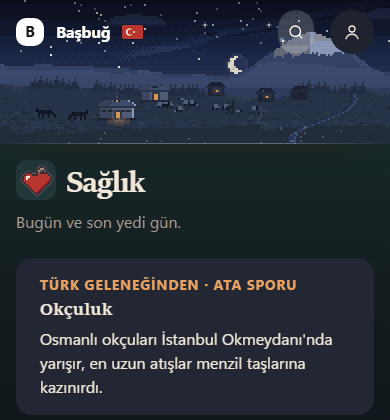 B Başbuğ
Sağlık
Bugün ve son yedi gün.
TÜRK GELENEĞİNDEN · ATA SPORU
Okçuluk
Osmanlı okçuları İstanbul Okmeydanı'nda
yarışır, en uzun atışlar menzil taşlarına
kazınırdı.